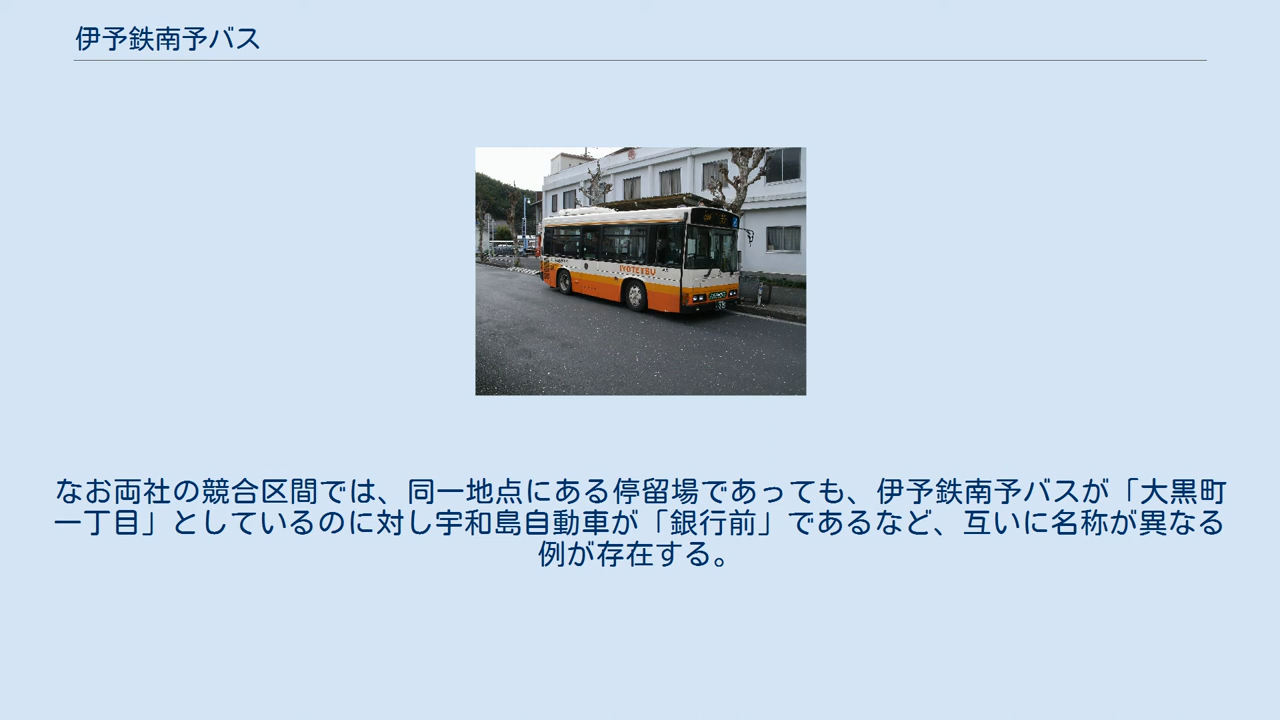 伊予鉄南予バス
IYOTETSU
なお両社の競合区間では、同一地点にある停留場であっても、伊予鉄南予バスが「大黒町
一丁目」としているのに対し宇和島自動車が「銀行前」であるなど、互いに名称が異なる
例が存在する。